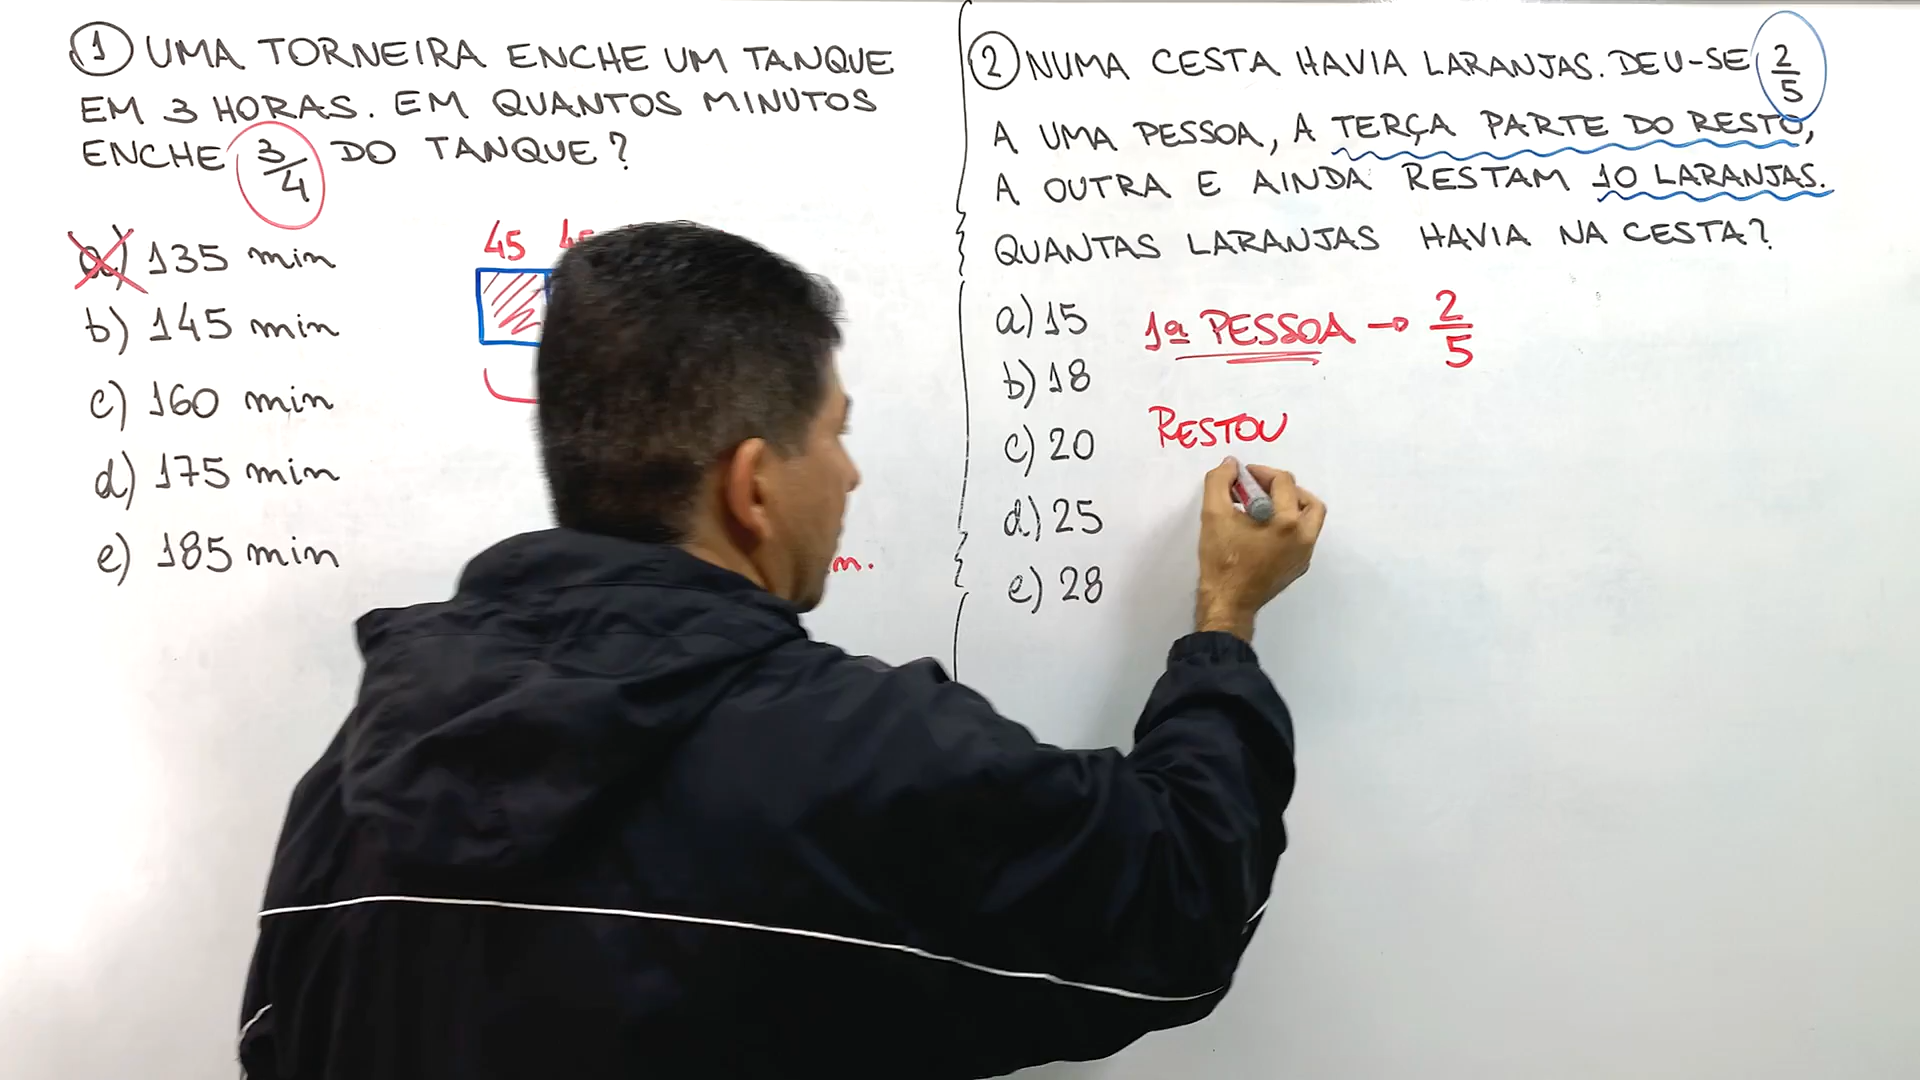 1 UMA TORNEIRA ENCHE UM TANQUE
EM 3 HORAS. EM QUANTOS MINUTOS
ENCHE 3/4 DO TANQUE?
a) 135 min
b) 145 min
c) 160 min
d) 175 min
e) 185 min
45
m.
2 NUMA CESTA HAVIA LARANJAS. DEU-SE 2/5
A UMA PESSOA, A TERÇA PARTE DO RESTO,
A OUTRA E AINDA RESTAM 10 LARANJAS.
QUANTAS LARANJAS HAVIA NA CESTA?
a) 15
b) 18
c) 20
d) 25
e) 28
1ª PESSOA → 2/5
RESTOU